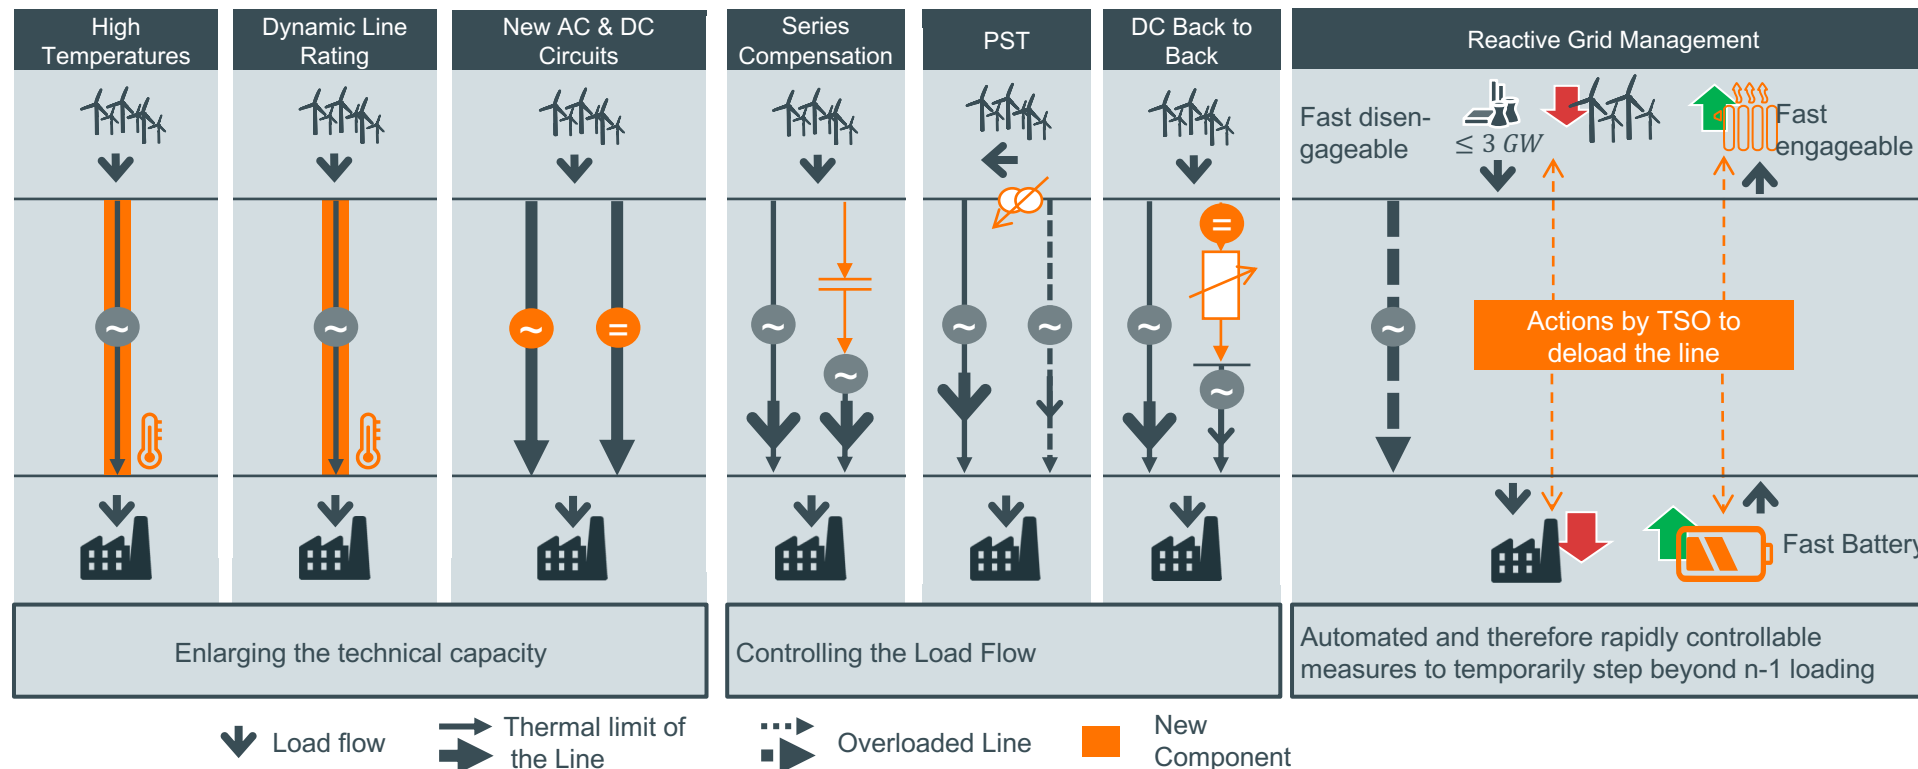 High
Temperatures
Dynamic Line
Rating
New AC & DC
Circuits
Series
Compensation
PST
DC Back to
Back
Reactive Grid Management
Fast disen-
gageable
≤ 3 GW
Fast
engageable
~
~
~
=
~
~
~
~
~
=
~
~
Actions by TSO to
deload the line
Fast Battery
Enlarging the technical capacity
Controlling the Load Flow
Automated and therefore rapidly controllable
measures to temporarily step beyond n-1 loading
Load flow
Thermal limit of
the Line
Overloaded Line
New
Component